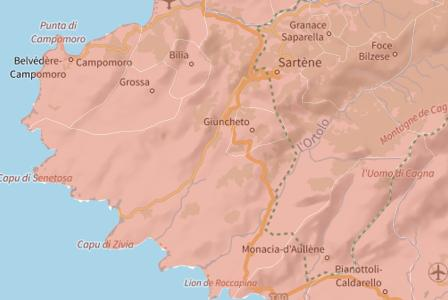 Punta di
Campomoro
Granace
Saparella
Belvédère-
Campomoro
Campomoro
Bilia
Foce
Bilzese
Sartène
Grossa
Giuncheto
l'Ortolo
Montagne de Cag
Capu di Senetosa
l'Uomo di Cagna
Capu di Zivia
Monacia-d'Aullène
Lion de Roccapina
Pianottoli-
Caldarello
T40